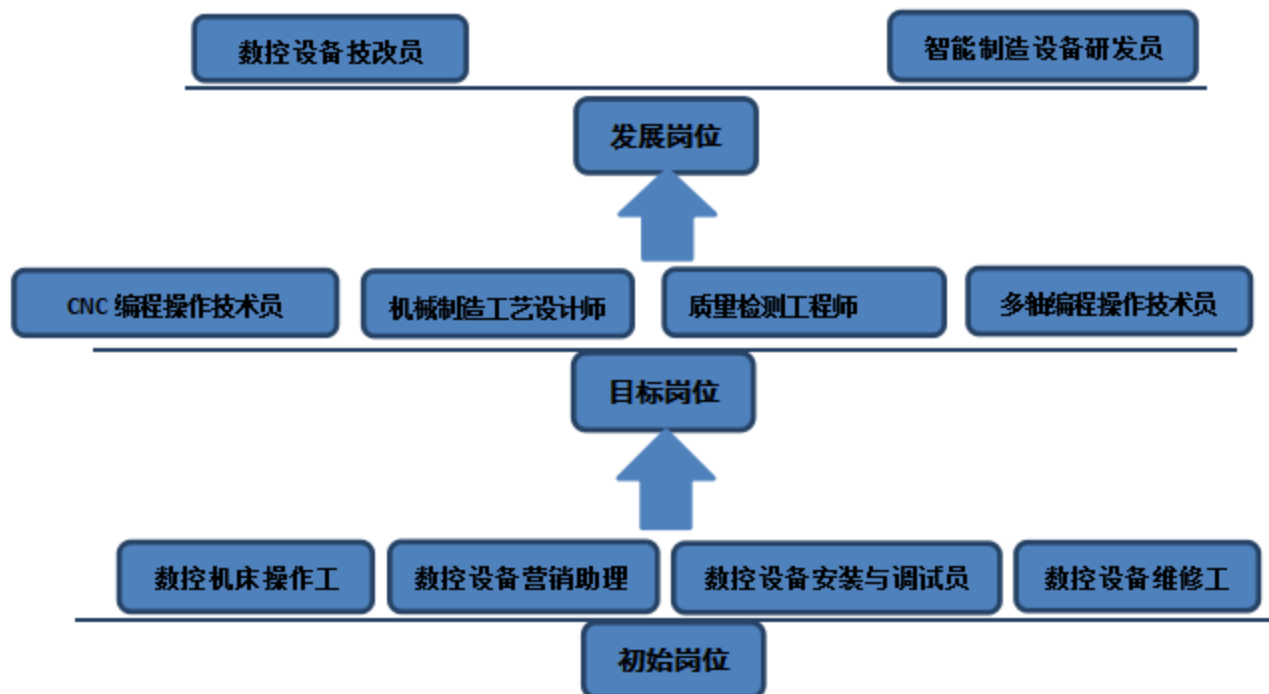 数控设备技改员
智能制造设备研发员
发展岗位
CNC 编程操作技术员
机械制造工艺设计师
质量检测工程师
多轴编程操作技术员
目标岗位
数控机床操作工
数控设备营销助理
数控设备安装与调试员
数控设备维修工
初始岗位